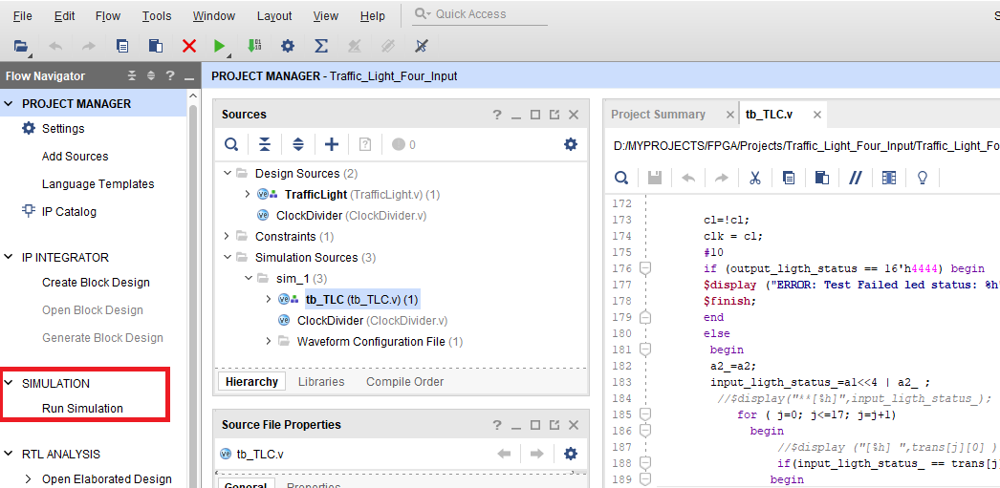 File Edit Flow Tools Window Layout View Help Quick Access
Flow Navigator
PROJECT MANAGER
Settings
Add Sources
Language Templates
IP Catalog
IP INTEGRATOR
Create Block Design
Open Block Design
Generate Block Design
SIMULATION
Run Simulation
RTL ANALYSIS
Open Elaborated Design
PROJECT MANAGER - Traffic_Light_Four_Input
Sources
0
Design Sources (2)
TrafficLight (TrafficLight.v) (1)
ClockDivider (ClockDivider.v)
Constraints (1)
Simulation Sources (3)
sim_1 (3)
tb_TLC (tb_TLC.v) (1)
ClockDivider (ClockDivider.v)
Waveform Configuration File (1)
Hierarchy Libraries Compile Order
Source File Properties
tb_TLC.v
General Properties
Project Summary tb_TLC.v
D:/MYPROJECTS/FPGA/Projects/Traffic_Light_Four_Input/Traffic_Light_Fo
172
173 cl=!cl;
174 clk = cl;
175 #10
176 if (output_ligth_status == 16'h4444) begin
177 $display ("ERROR: Test Failed led status: %h"
178 $finish;
179 end
180 else
181 begin
182 a2_=a2;
183 input_ligth_status_=a1<<4 | a2_ ;
184 //$display("**[%h]",input_ligth_status_);
185 for ( j=0; j<=17; j=j+1)
186 begin
187 //$display ("[%h] ",trans[j][0] )
188 if(input_ligth_status_ == trans[j]
189 begin